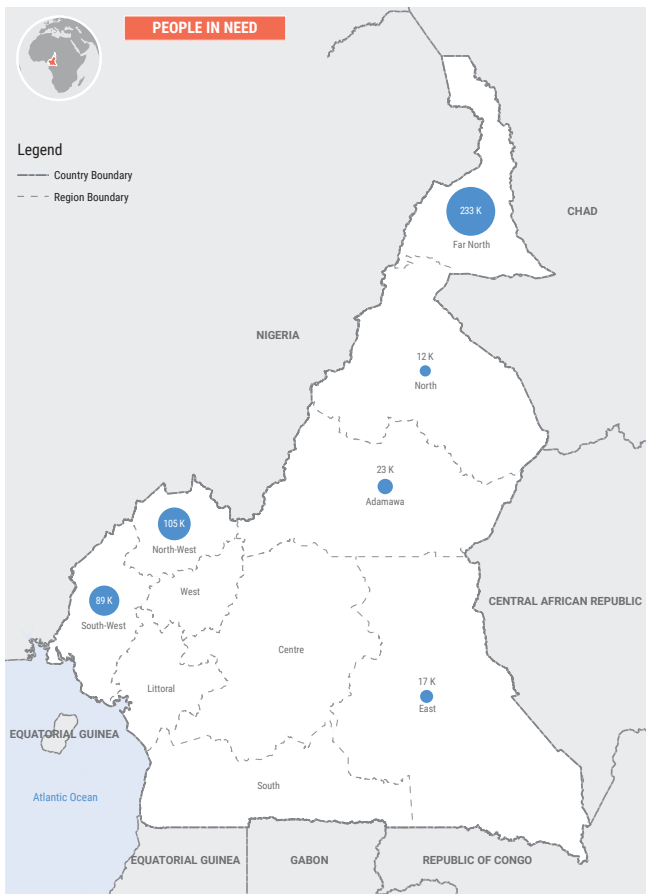 PEOPLE IN NEED
Legend
Country Boundary
Region Boundary
233 K
Far North
CHAD
NIGERIA
12 K
North
23 K
Adamawa
105 K
North-West
West
89 K
South-West
CENTRAL AFRICAN REPUBLIC
Centre
Littoral
17 K
East
EQUATORIAL GUINEA
South
Atlantic Ocean
EQUATORIAL GUINEA
GABON
REPUBLIC OF CONGO